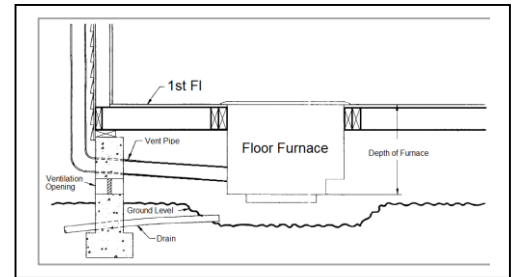 1st Fl
Vent Pipe
Floor Furnace
Depth of Furnace
Ventilation
Opening
Ground Level
Drain